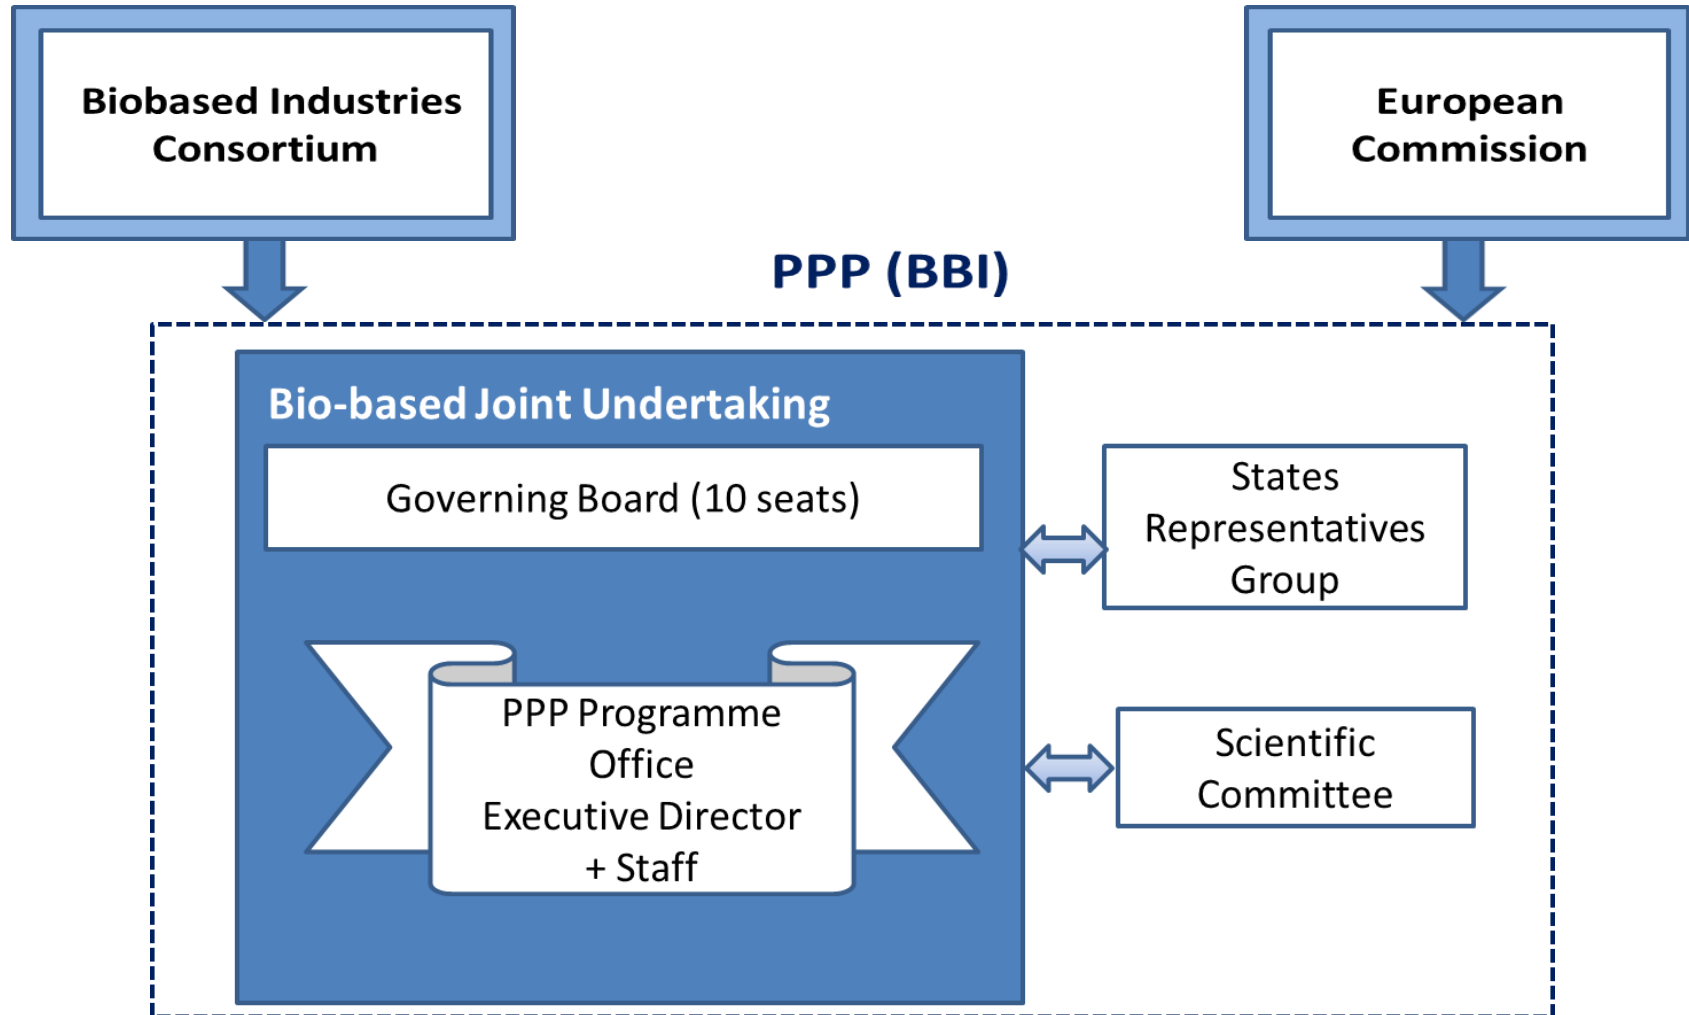 Biobased Industries
Consortium
European
Commission
PPP (BBI)
Bio-based Joint Undertaking
Governing Board (10 seats)
States
Representatives
Group
PPP Programme
Office
Executive Director
+ Staff
Scientific
Committee